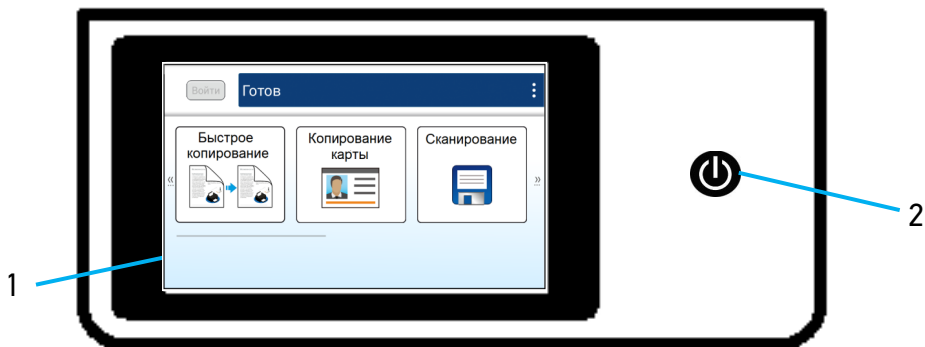 Войти
Готов
Быстрое
копирование
Копирование
карты
Сканирование
«
»
1
2